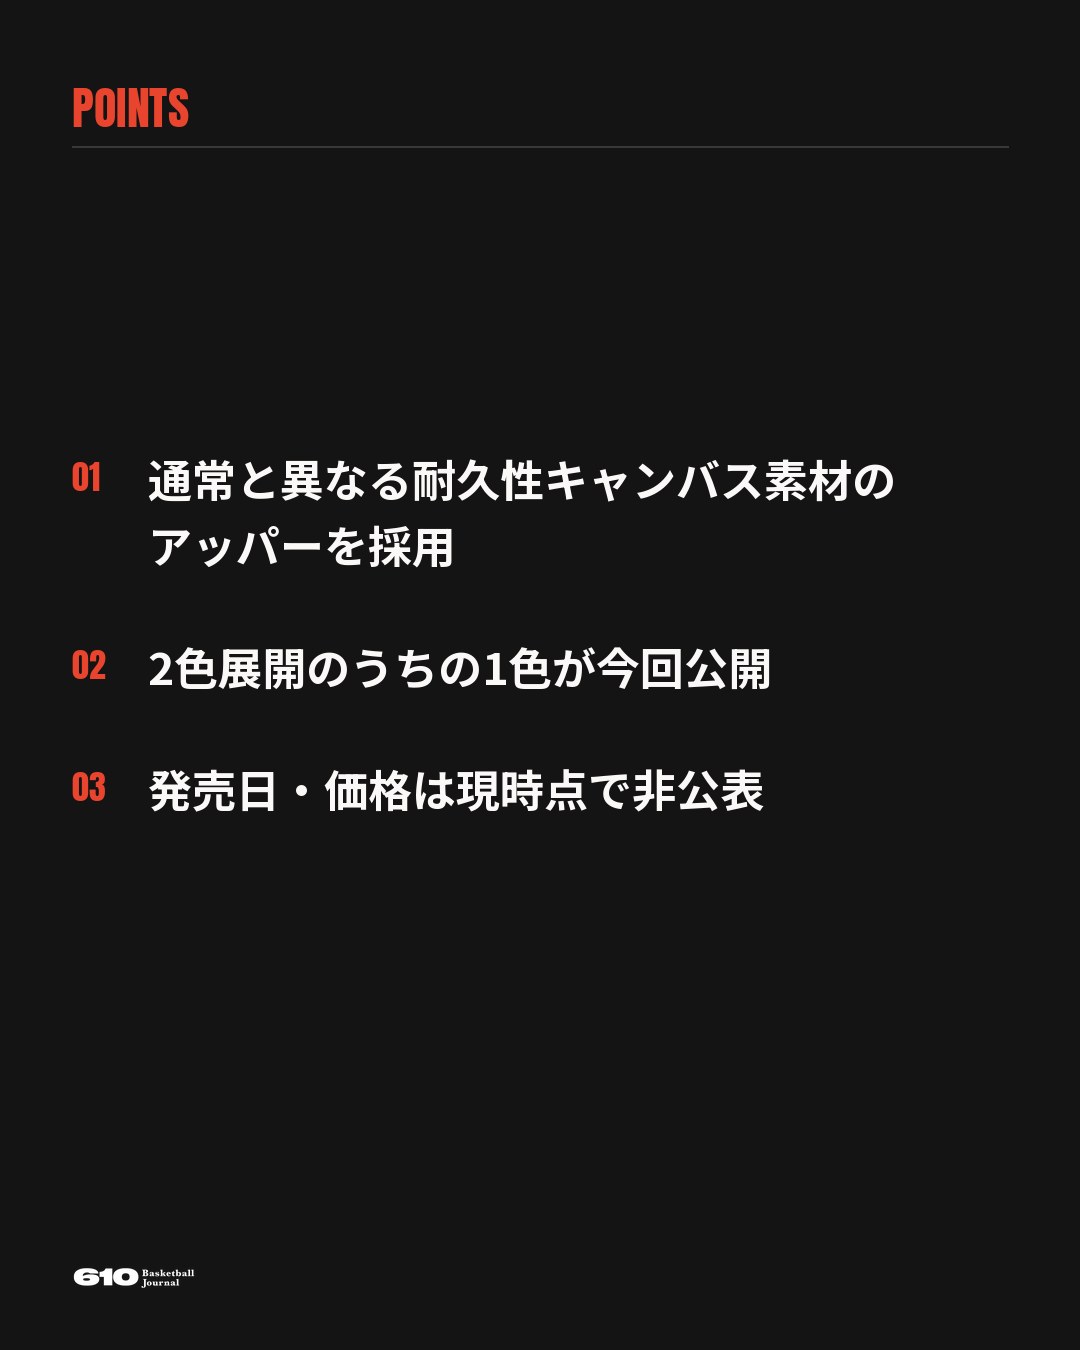 POINTS
01 通常と異なる耐久性キャンバス素材の
アッパーを採用
02 2色展開のうちの1色が今回公開
03 発売日・価格は現時点で非公表
610 Basketball
Journal